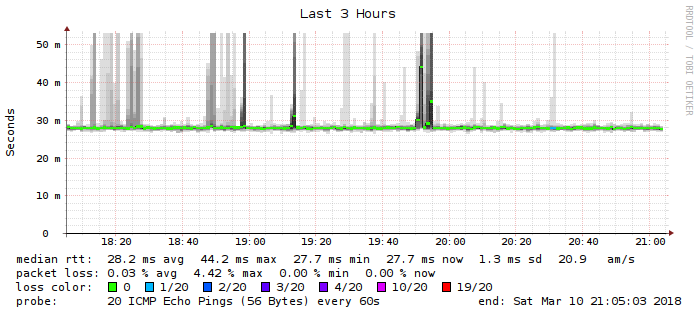 Last 3 Hours
RRDTOOL / TOBI OETIKER
Seconds
50 m
40 m
30 m
20 m
10 m
0
18:20 18:40 19:00 19:20 19:40 20:00 20:20 20:40 21:00
median rtt: 28.2 ms avg 44.2 ms max 27.7 ms min 27.7 ms now 1.3 ms sd 20.9 am/s
packet loss: 0.03 % avg 4.42 % max 0.00 % min 0.00 % now
loss color: 0 1/20 2/20 3/20 4/20 10/20 19/20
probe: 20 ICMP Echo Pings (56 Bytes) every 60s end: Sat Mar 10 21:05:03 2018